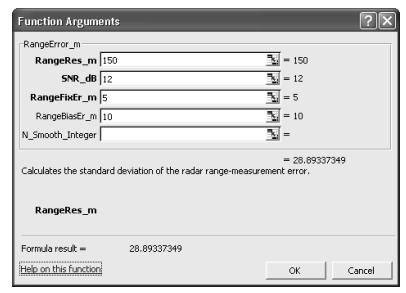 Function Arguments
RangeError_m
RangeRes_m 150 = 150
SNR_dB 12 = 12
RangeFixEr_m 5 = 5
RangeBiasEr_m 10 = 10
N_Smooth_Integer =
= 28.89337349
Calculates the standard deviation of the radar range-measurement error.
RangeRes_m
Formula result = 28.89337349
Help on this function OK Cancel